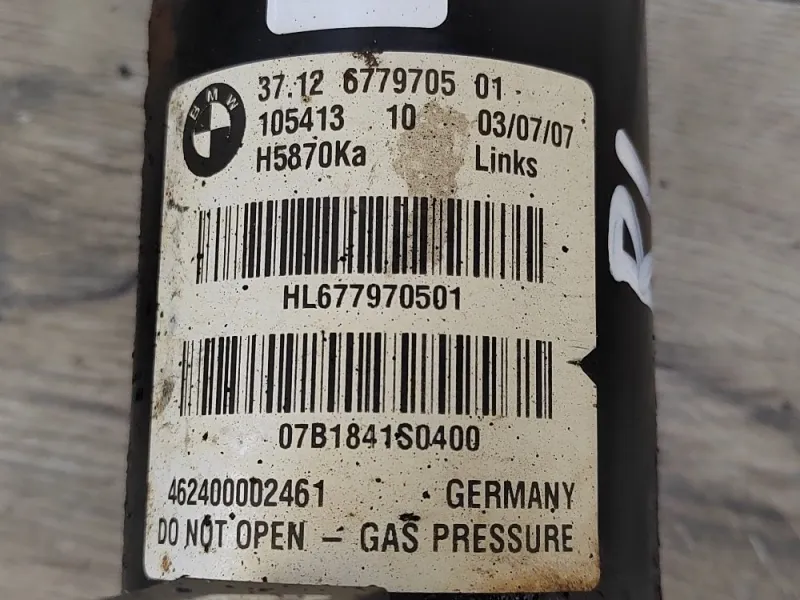 BMW
37.12 6779705 01
105413 10 03/07/07
H5870Ka Links
HL677970501
07B1841S0400
462400002461 GERMANY
DO NOT OPEN - GAS PRESSURE